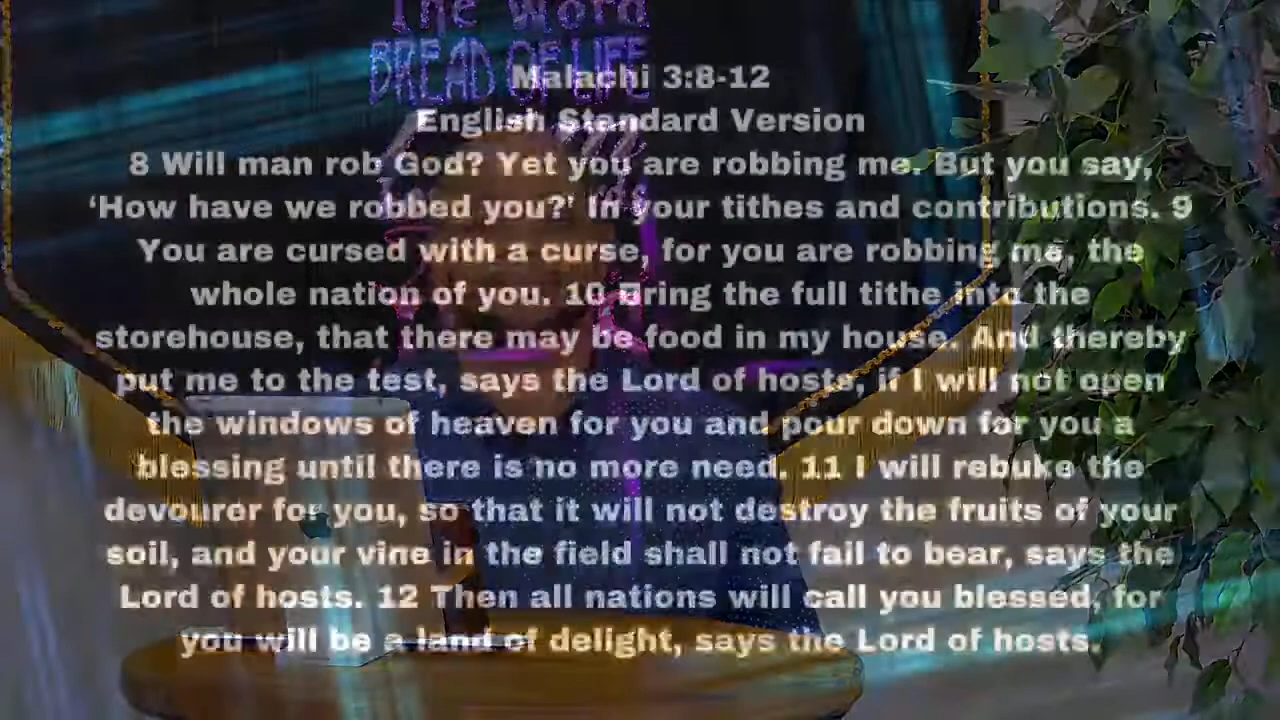 The Word
BREAD OF LIFE
Malachi 3:8-12
English Standard Version
8 Will man rob God? Yet you are robbing me. But you say,
‘How have we robbed you?’ In your tithes and contributions. 9
You are cursed with a curse, for you are robbing me, the
whole nation of you. 10 Bring the full tithe into the
storehouse, that there may be food in my house. And thereby
put me to the test, says the Lord of hosts, if I will not open
the windows of heaven for you and pour down for you a
blessing until there is no more need. 11 I will rebuke the
devourer for you, so that it will not destroy the fruits of your
soil, and your vine in the field shall not fail to bear, says the
Lord of hosts. 12 Then all nations will call you blessed, for
you will be a land of delight, says the Lord of hosts.